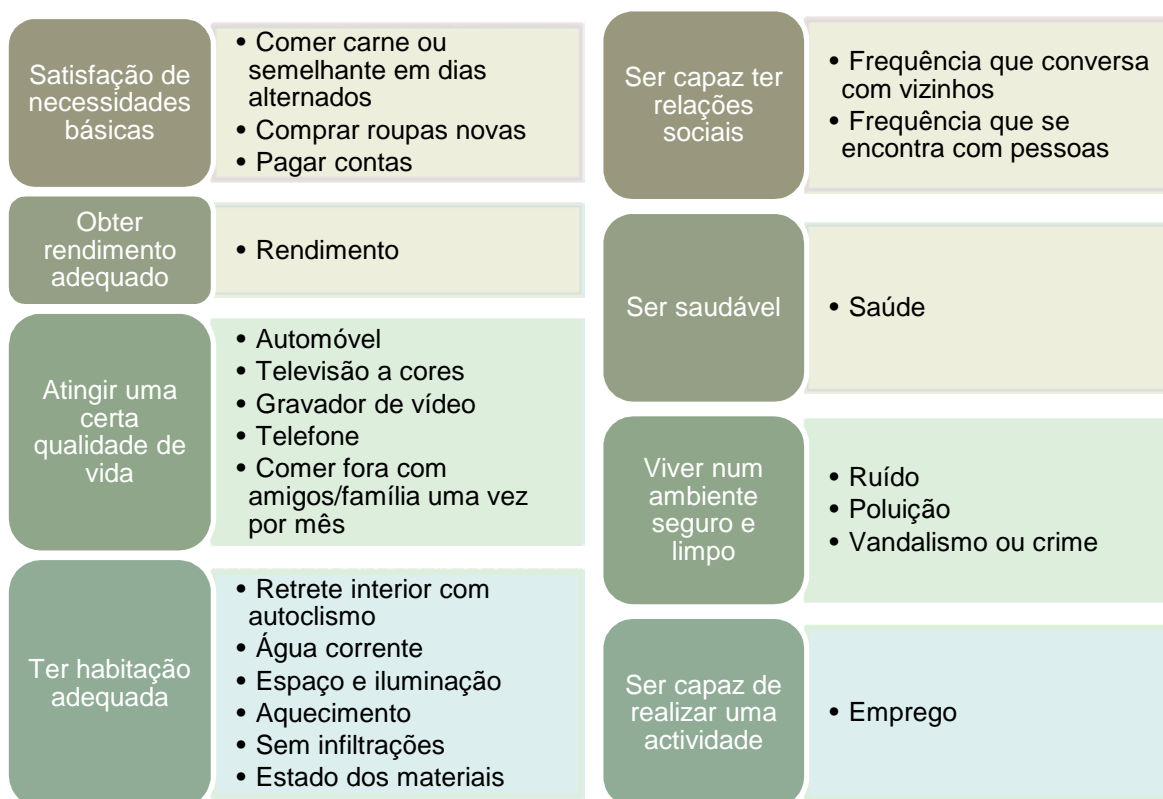 Satisfação de
necessidades
básicas
• Comer carne ou
semelhante em dias
alternados
• Comprar roupas novas
• Pagar contas
Obter
rendimento
adequado
• Rendimento
Atingir uma
certa
qualidade de
vida
• Automóvel
• Televisão a cores
• Gravador de vídeo
• Telefone
• Comer fora com
amigos/família uma vez
por mês
Ter habitação
adequada
• Retrete interior com
autoclismo
• Água corrente
• Espaço e iluminação
• Aquecimento
• Sem infiltrações
• Estado dos materiais
Ser capaz ter
relações
sociais
• Frequência que conversa
com vizinhos
• Frequência que se
encontra com pessoas
Ser saudável
• Saúde
Viver num
ambiente
seguro e
limpo
• Ruído
• Poluição
• Vandalismo ou crime
Ser capaz de
realizar uma
actividade
• Emprego